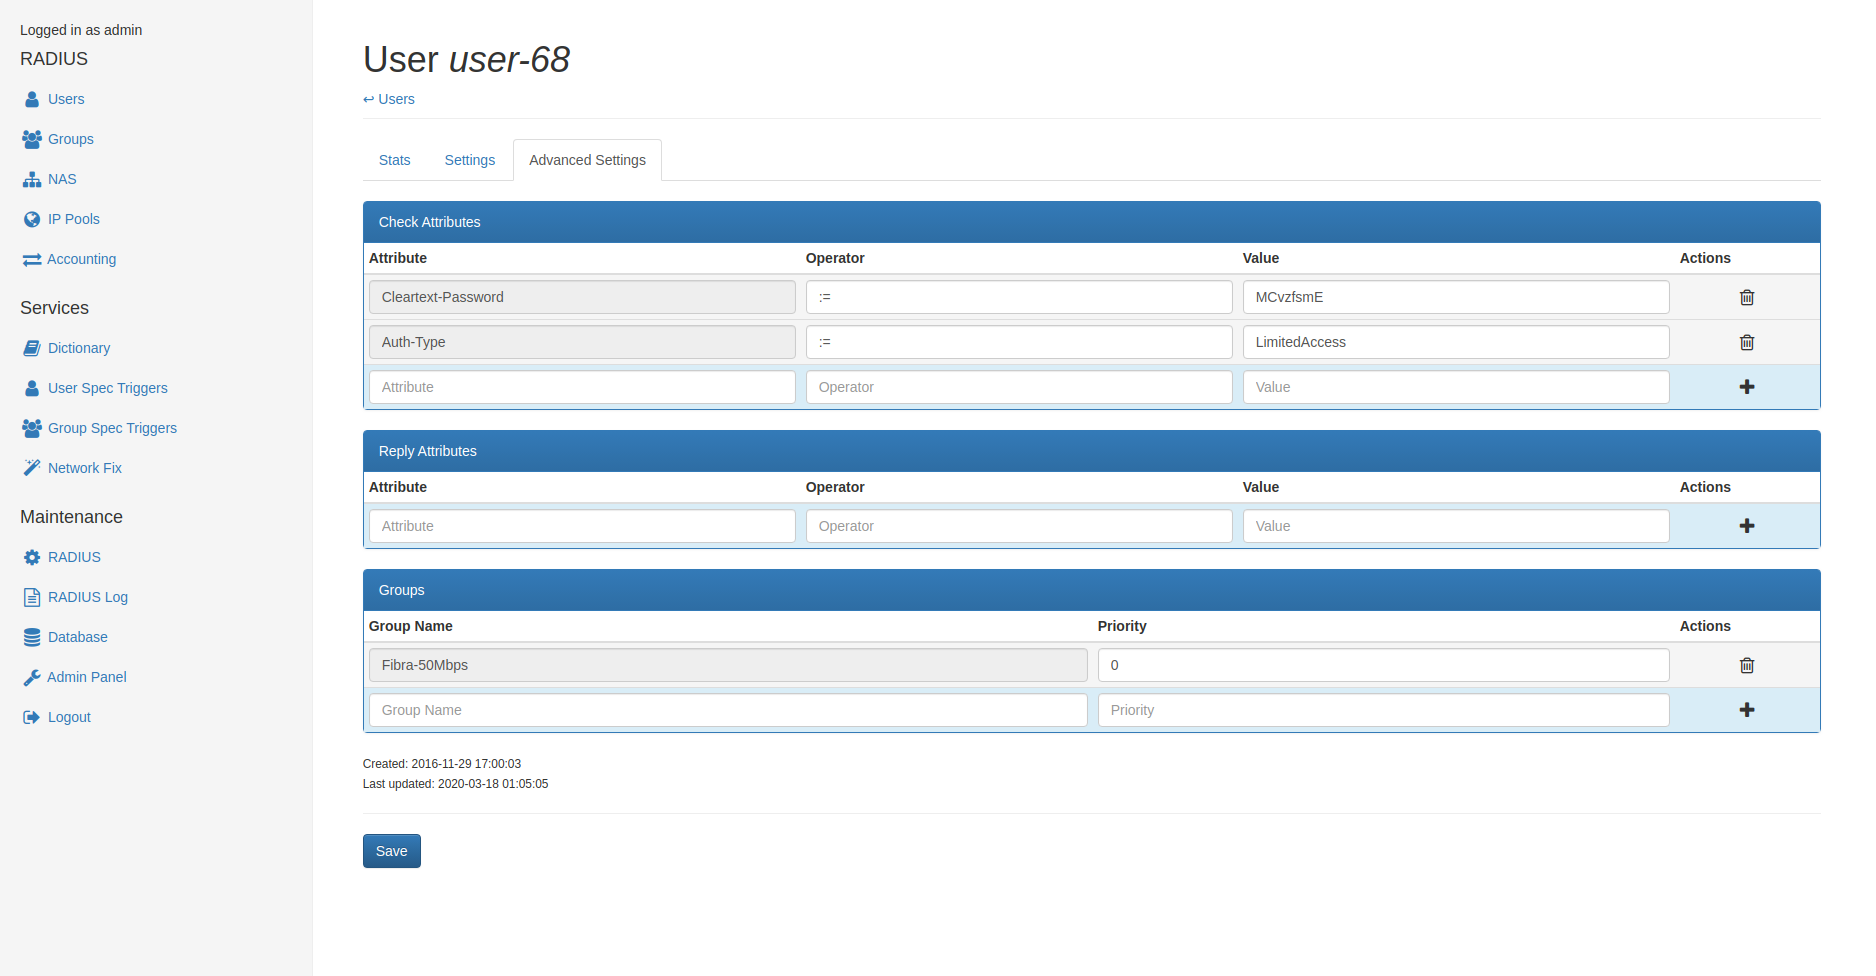 Logged in as admin
RADIUS
Users
Groups
NAS
IP Pools
Accounting
Services
Dictionary
User Spec Triggers
Group Spec Triggers
Network Fix
Maintenance
RADIUS
RADIUS Log
Database
Admin Panel
Logout
User user-68
↩ Users
Stats Settings Advanced Settings
Check Attributes
Attribute Operator Value Actions
Cleartext-Password := MCvzfsmE
Auth-Type := LimitedAccess
Attribute Operator Value
Reply Attributes
Attribute Operator Value Actions
Attribute Operator Value
Groups
Group Name Priority Actions
Fibra-50Mbps 0
Group Name Priority
Created: 2016-11-29 17:00:03
Last updated: 2020-03-18 01:05:05
Save